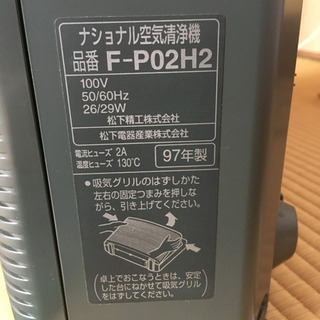 ナショナル空気清浄機
品番 F-P02H2
100V
50/60Hz
26/29W
松下精工株式会社
松下電器産業株式会社
電流ヒューズ 2A
温度ヒューズ 130℃
97年製
●吸気グリルのはずしかた
左右の固定つまみを押しな
がら、引き上げてください。
卓上でおこなうときは、安定
した台にねかせて吸気グリル
をはずしてください。